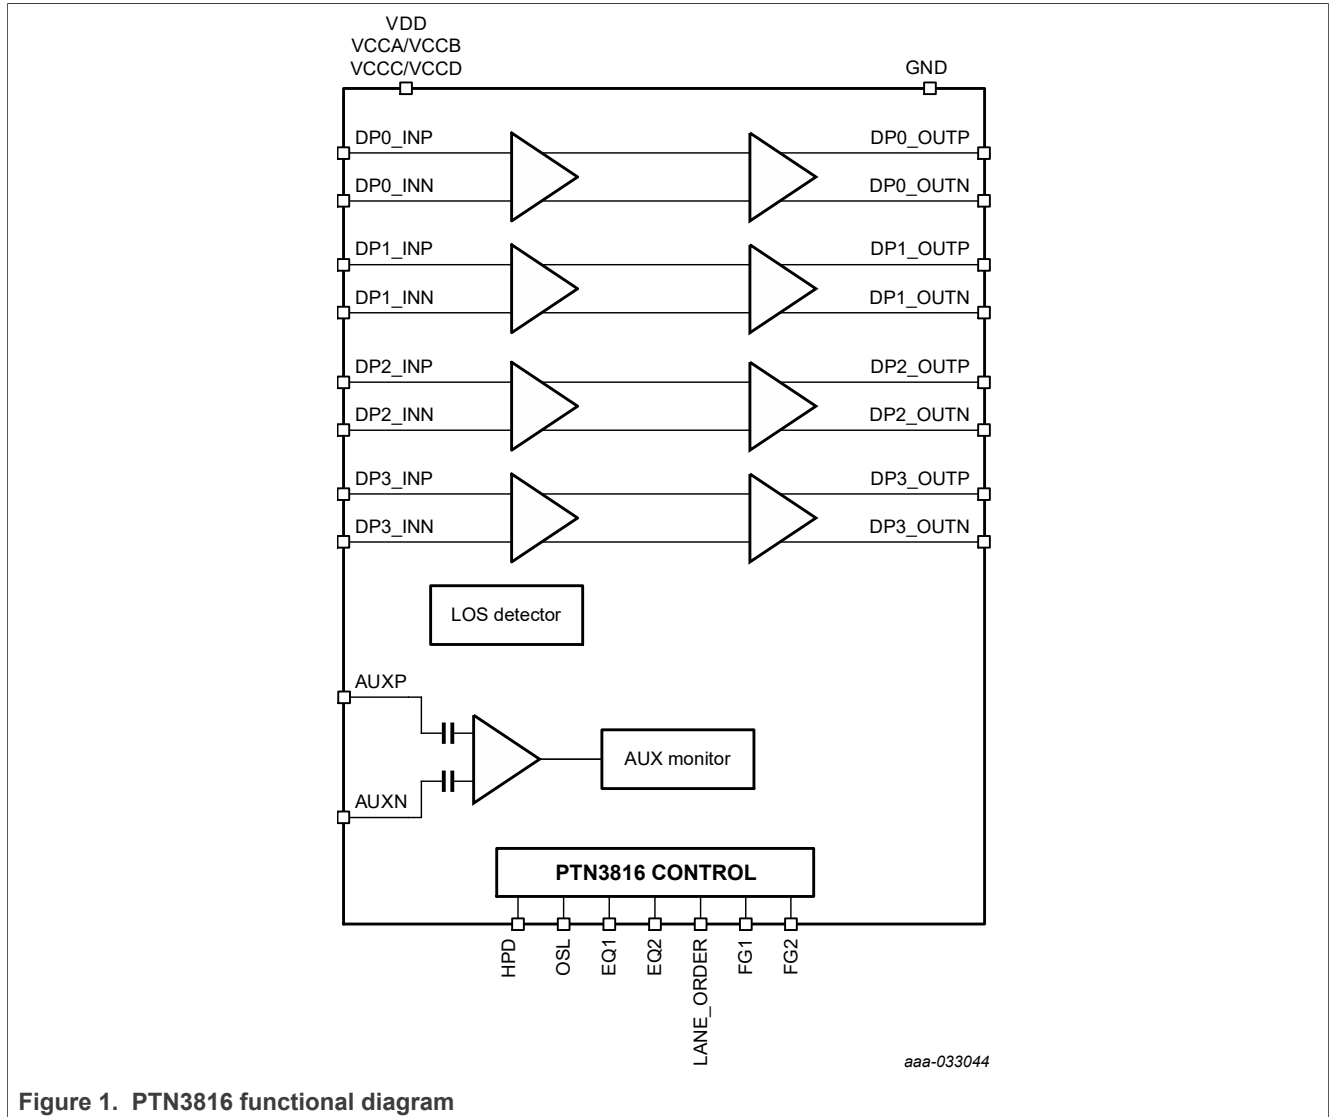 VDD
VCCA/VCCB
VCCC/VCCD
GND
DP0_INP
DP0_OUTP
DP0_INN
DP0_OUTN
DP1_INP
DP1_OUTP
DP1_INN
DP1_OUTN
DP2_INP
DP2_OUTP
DP2_INN
DP2_OUTN
DP3_INP
DP3_OUTP
DP3_INN
DP3_OUTN
LOS detector
AUXP
AUX monitor
AUXN
PTN3816 CONTROL
HPD
OSL
EQ1
EQ2
LANE_ORDER
FG1
FG2
aaa-033044
Figure 1. PTN3816 functional diagram